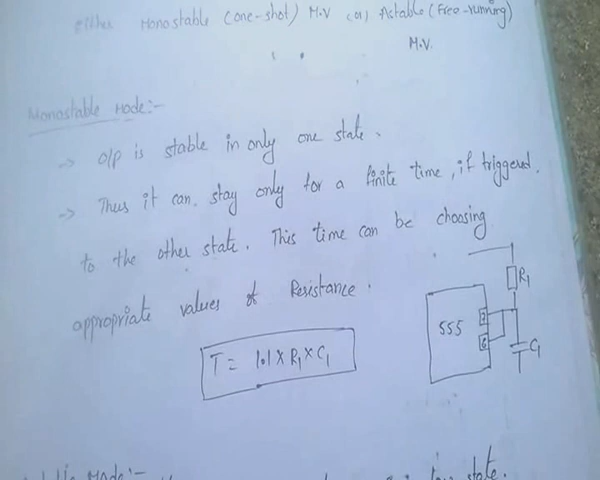 either Monostable (one-shot) M.V (or) Astable (Free-running)
M.V.
Monostable Mode:-
-> O/p is stable in only one state.
-> Thus it can. stay only for a finite time, if triggered.
to the other state. This time can be choosing
appropriate values of Resistance.
R1
555
7
6
C1
T = 1.1 X R1 X C1
Mode:- state.